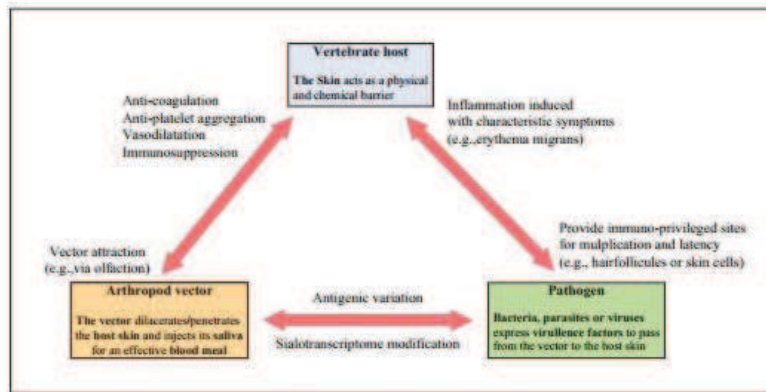 Vertebrate host
The Skin acts as a physical
and chemical barrier
Anti-coagulation
Anti-platelet aggregation
Vasodilatation
Immunosuppression
Inflammation induced
with characteristic symptoms
(e.g.,erythema migrans)
Vector attraction
(e.g.,via olfaction)
Provide immuno-privileged sites
for mulplication and latency
(e.g., hairfollicules or skin cells)
Arthropod vector
The vector dilacerates/penetrates
the host skin and injects its saliva
for an effective blood meal
Antigenic variation
Sialotranscriptome modification
Pathogen
Bacteria, parasites or viruses
express virullence factors to pass
from the vector to the host skin